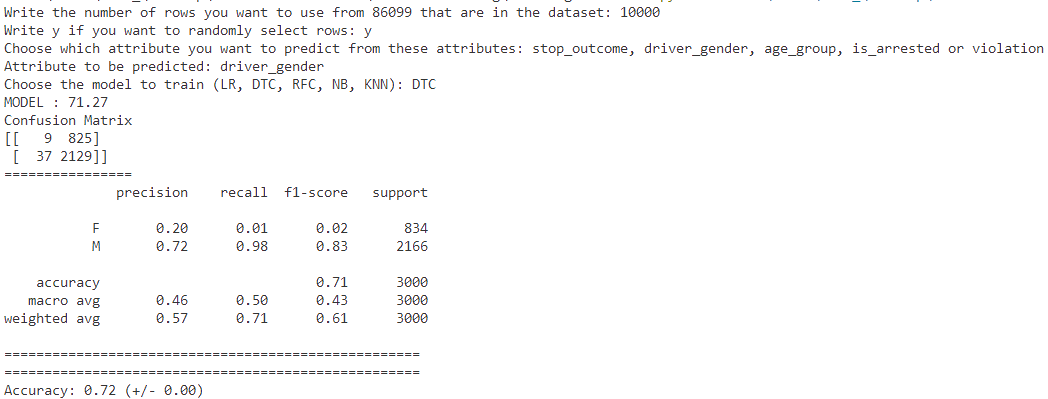 Write the number of rows you want to use from 86099 that are in the dataset: 10000
Write y if you want to randomly select rows: y
Choose which attribute you want to predict from these attributes: stop_outcome, driver_gender, age_group, is_arrested or violation
Attribute to be predicted: driver_gender
Choose the model to train (LR, DTC, RFC, NB, KNN): DTC
MODEL : 71.27
Confusion Matrix
[[   9  825]
 [  37 2129]]
================
              precision    recall  f1-score   support

           F       0.20      0.01      0.02       834
           M       0.72      0.98      0.83      2166

    accuracy                           0.71      3000
   macro avg       0.46      0.50      0.43      3000
weighted avg       0.57      0.71      0.61      3000

====================================================
====================================================
Accuracy: 0.72 (+/- 0.00)